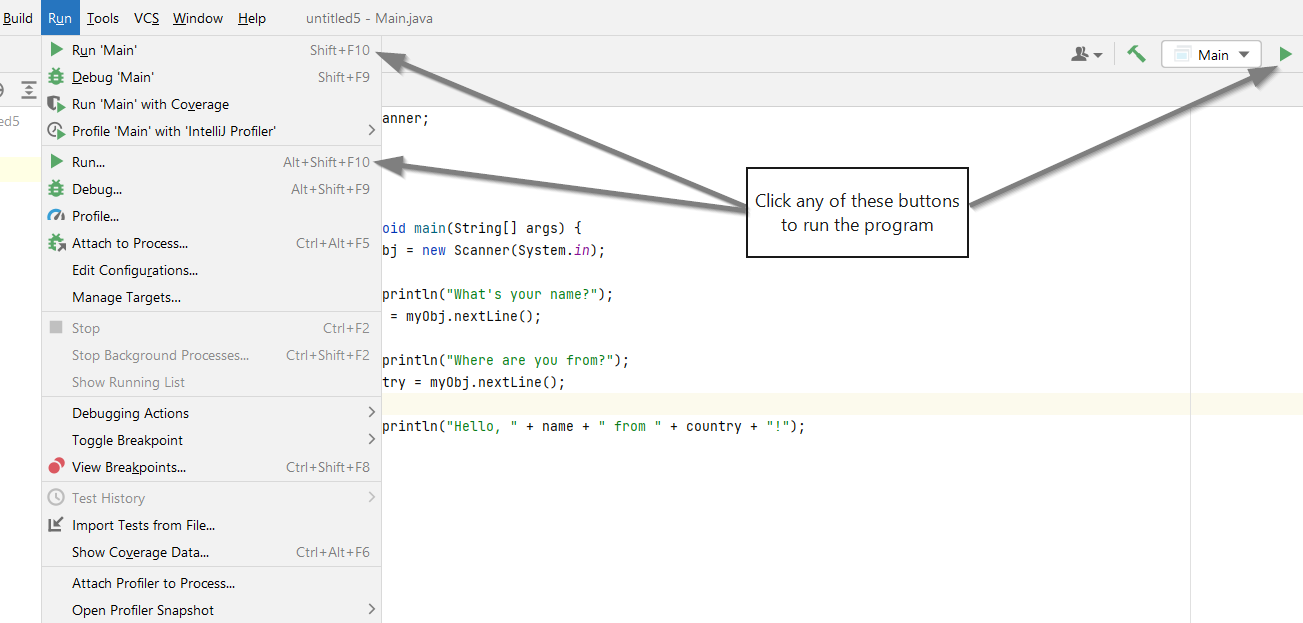 Build Run Tools VCS Window Help untitled5 - Main.java
Main
Run 'Main' Shift+F10
Debug 'Main' Shift+F9
Run 'Main' with Coverage
Profile 'Main' with 'IntelliJ Profiler'
Run... Alt+Shift+F10
Debug... Alt+Shift+F9
Profile...
Attach to Process... Ctrl+Alt+F5
Edit Configurations...
Manage Targets...
Stop Ctrl+F2
Stop Background Processes... Ctrl+Shift+F2
Show Running List
Debugging Actions
Toggle Breakpoint
View Breakpoints... Ctrl+Shift+F8
Test History
Import Tests from File...
Show Coverage Data... Ctrl+Alt+F6
Attach Profiler to Process...
Open Profiler Snapshot
ed5
anner;
oid main(String[] args) {
bj = new Scanner(System.in);
println("What's your name?");
= myObj.nextLine();
println("Where are you from?");
try = myObj.nextLine();
println("Hello, " + name + " from " + country + "!");
Click any of these buttons
to run the program